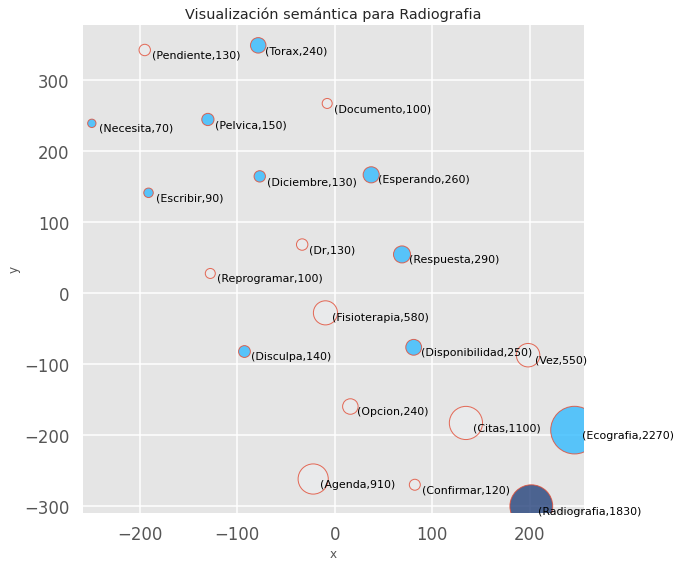 Visualización semántica para Radiografia
(Pendiente,130)
(Torax,240)
300
(Documento,100)
(Necesita,70)
(Pelvica,150)
200
(Diciembre,130)
(Esperando,260)
(Escribir,90)
100
(Dr,130)
(Respuesta,290)
(Reprogramar,100)
y
0
(Fisioterapia,580)
(Disculpa,140)
(Disponibilidad,250)
(Vez,550)
−100
(Opcion,240)
(Citas,1100)
(Ecografia,2270)
−200
(Agenda,910)
(Confirmar,120)
(Radiografia,1830)
−300
−200
−100
0
100
200
x